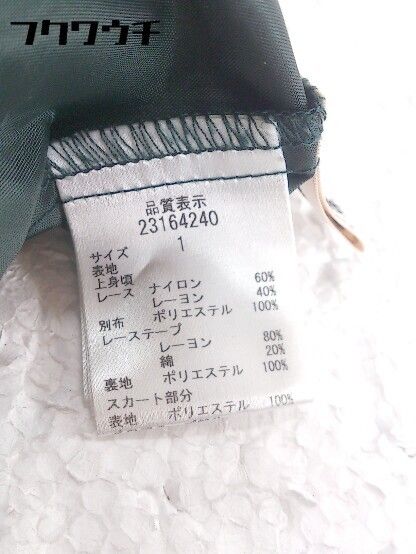 フクワウチ
品質表示
23164240
サイズ 1
表地
上身頃
レース ナイロン 60%
レーヨン 40%
別布 ポリエステル 100%
レーステープ
レーヨン 80%
綿 20%
裏地 ポリエステル 100%
スカート部分
表地 ポリエステル 100%